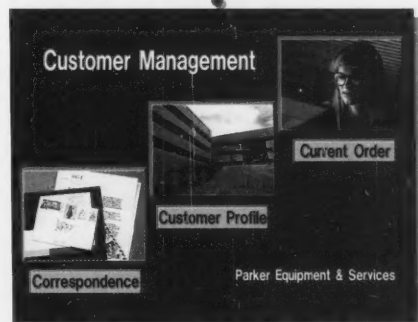 Customer Management
Current Order
Customer Profile
Correspondence
Parker Equipment & Services